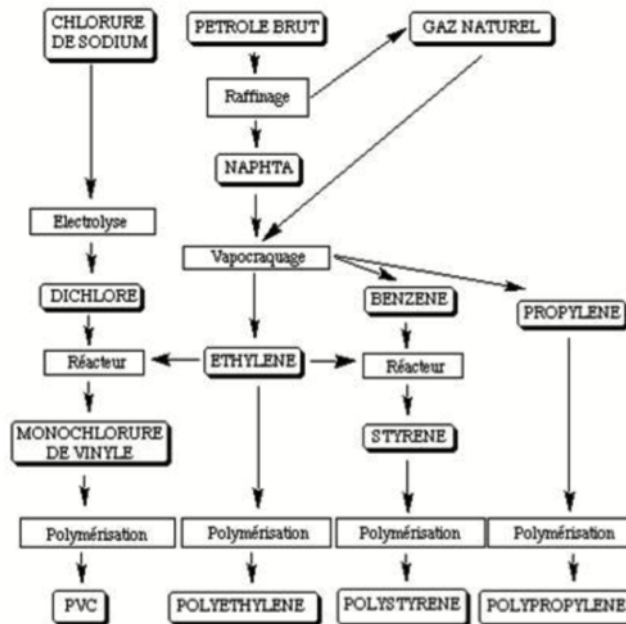 CHLORURE
DE SODIUM
PETROLE BRUT
GAZ NATUREL
Raffinage
NAPHTA
Electrolyse
Vapocraquage
DICHLORE
BENZENE
PROPYLENE
Réacteur
ETHYLENE
Réacteur
MONOCHLORURE
DE VINYLE
STYRENE
Polymérisation
Polymérisation
Polymérisation
Polymérisation
PVC
POLYETHYLENE
POLYSTYRENE
POLYPROPYLENE